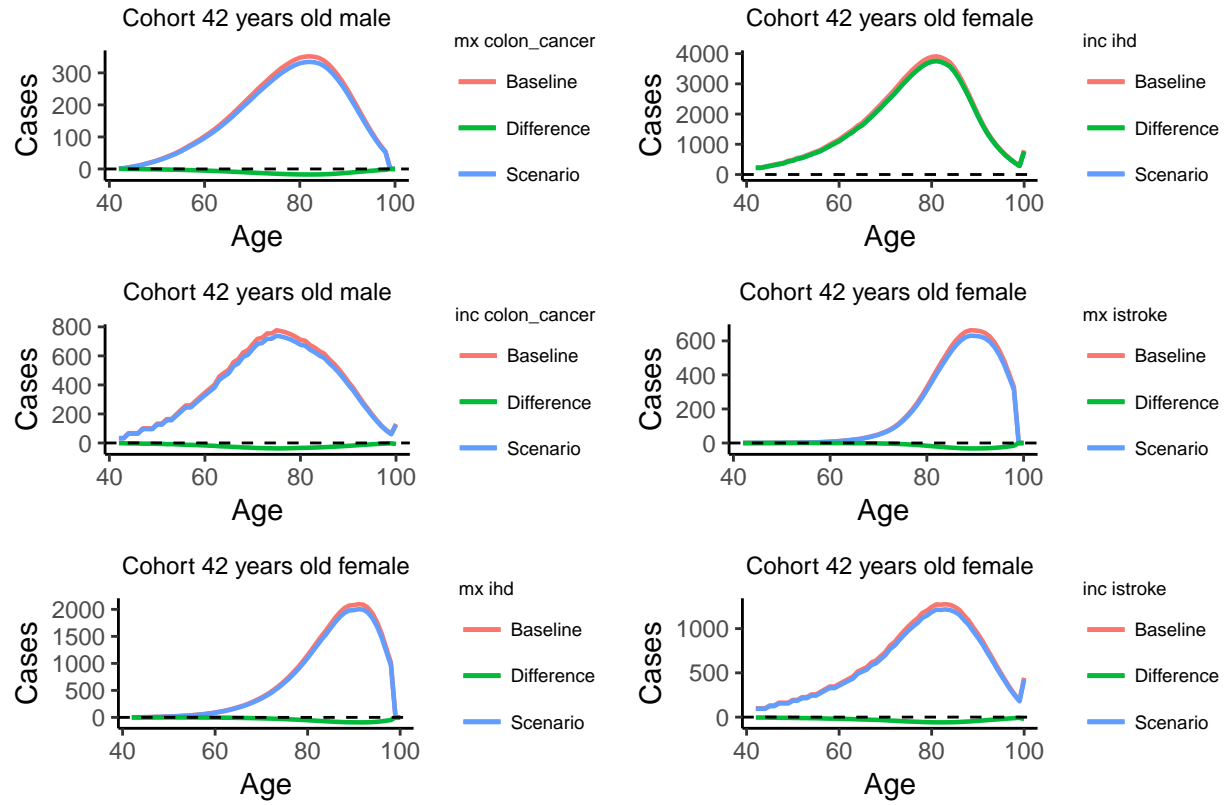 Cohort 42 years old male
Cases
300
200
100
0
40 60 80 100
Age
mx colon_cancer
Baseline
Difference
Scenario
Cohort 42 years old female
Cases
4000
3000
2000
1000
0
40 60 80 100
Age
inc ihd
Baseline
Difference
Scenario
Cohort 42 years old male
Cases
800
600
400
200
0
40 60 80 100
Age
inc colon_cancer
Baseline
Difference
Scenario
Cohort 42 years old female
Cases
600
400
200
0
40 60 80 100
Age
mx istroke
Baseline
Difference
Scenario
Cohort 42 years old female
Cases
2000
1500
1000
500
0
40 60 80 100
Age
mx ihd
Baseline
Difference
Scenario
Cohort 42 years old female
Cases
1000
500
0
40 60 80 100
Age
inc istroke
Baseline
Difference
Scenario